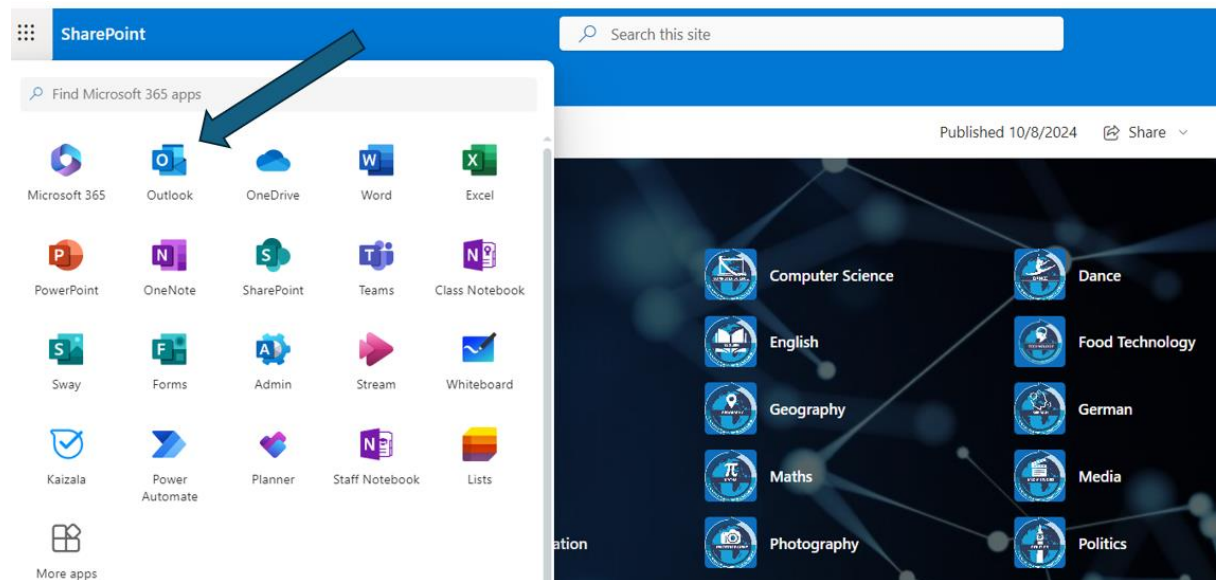 SharePoint
Search this site
Find Microsoft 365 apps
Published 10/8/2024 Share
Microsoft 365 Outlook OneDrive Word Excel
PowerPoint OneNote SharePoint Teams Class Notebook
Sway Forms Admin Stream Whiteboard
Kaizala Power Automate Planner Staff Notebook Lists
More apps
Computer Science Dance
English Food Technology
Geography German
Maths Media
ation Photography Politics